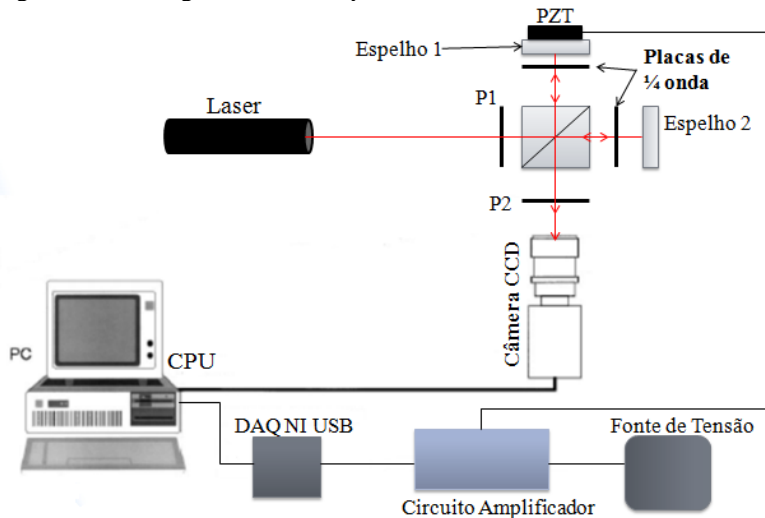 PZT
Espelho 1
Placas de
¼ onda
Laser
P1
Espelho 2
P2
Câmera CCD
PC
CPU
DAQ NI USB
Fonte de Tensão
Circuito Amplificador